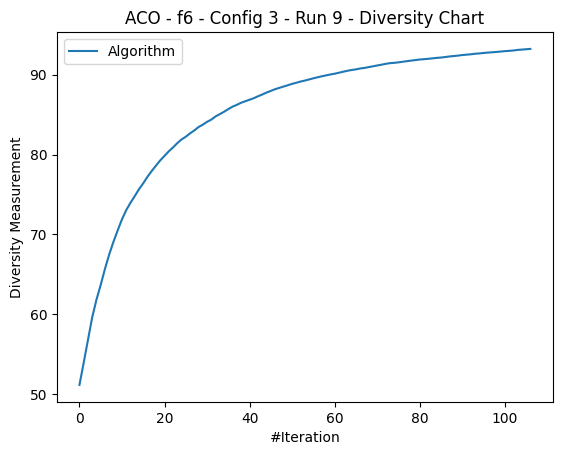 ACO - f6 - Config 3 - Run 9 - Diversity Chart
Algorithm
Diversity Measurement
90
80
70
60
50
0 20 40 60 80 100
#Iteration